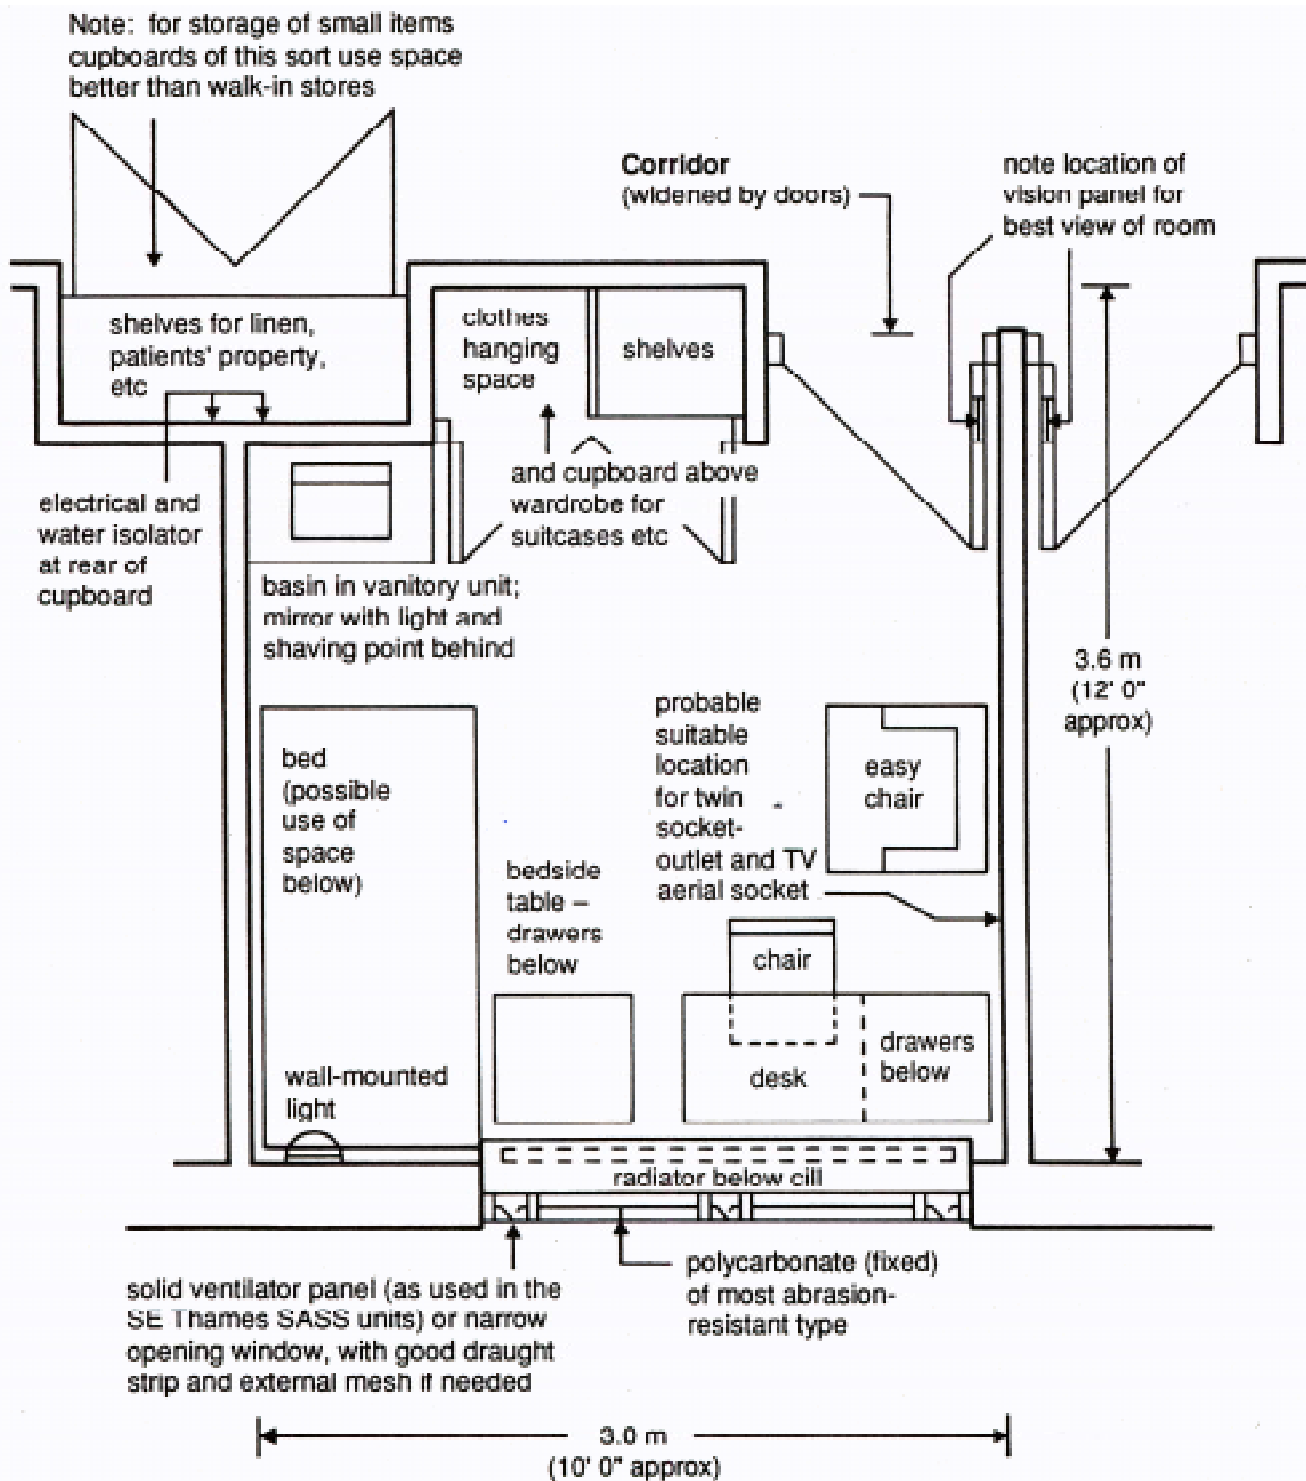 Note: for storage of small items
cupboards of this sort use space
better than walk-in stores
Corridor
(widened by doors)
note location of
vision panel for
best view of room
shelves for linen,
patients' property,
etc
clothes
hanging
space
shelves
electrical and
water isolator
at rear of
cupboard
and cupboard above
wardrobe for
suitcases etc
basin in vanitory unit;
mirror with light and
shaving point behind
3.6 m
(12' 0"
approx)
bed
(possible
use of
space
below)
probable
suitable
location
for twin
socket-
outlet and TV
aerial socket
easy
chair
bedside
table –
drawers
below
chair
desk
drawers
below
wall-mounted
light
radiator below cill
solid ventilator panel (as used in the
SE Thames SASS units) or narrow
opening window, with good draught
strip and external mesh if needed
polycarbonate (fixed)
of most abrasion-
resistant type
3.0 m
(10' 0" approx)